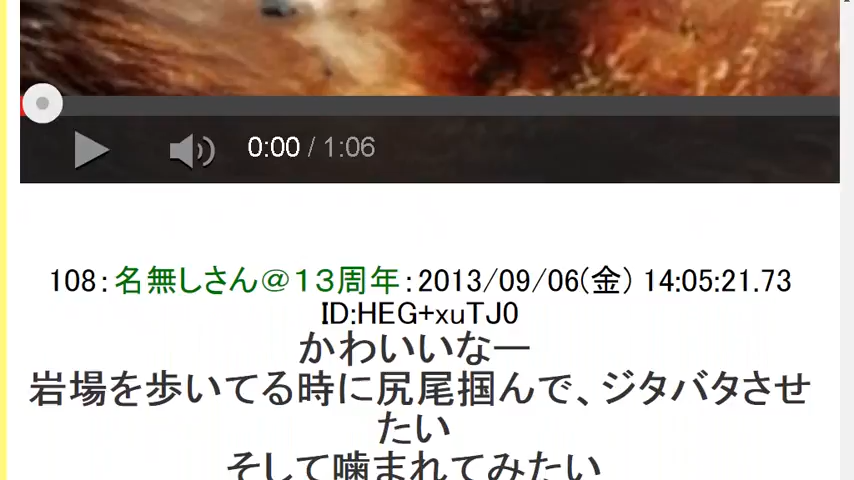 0:00 / 1:06
108：名無しさん＠１３周年：2013/09/06(金) 14:05:21.73
ID:HEG+xuTJ0
かわいいなー
岩場を歩いてる時に尻尾掴んで、ジタバタさせ
たい
そして噛まれてみたい